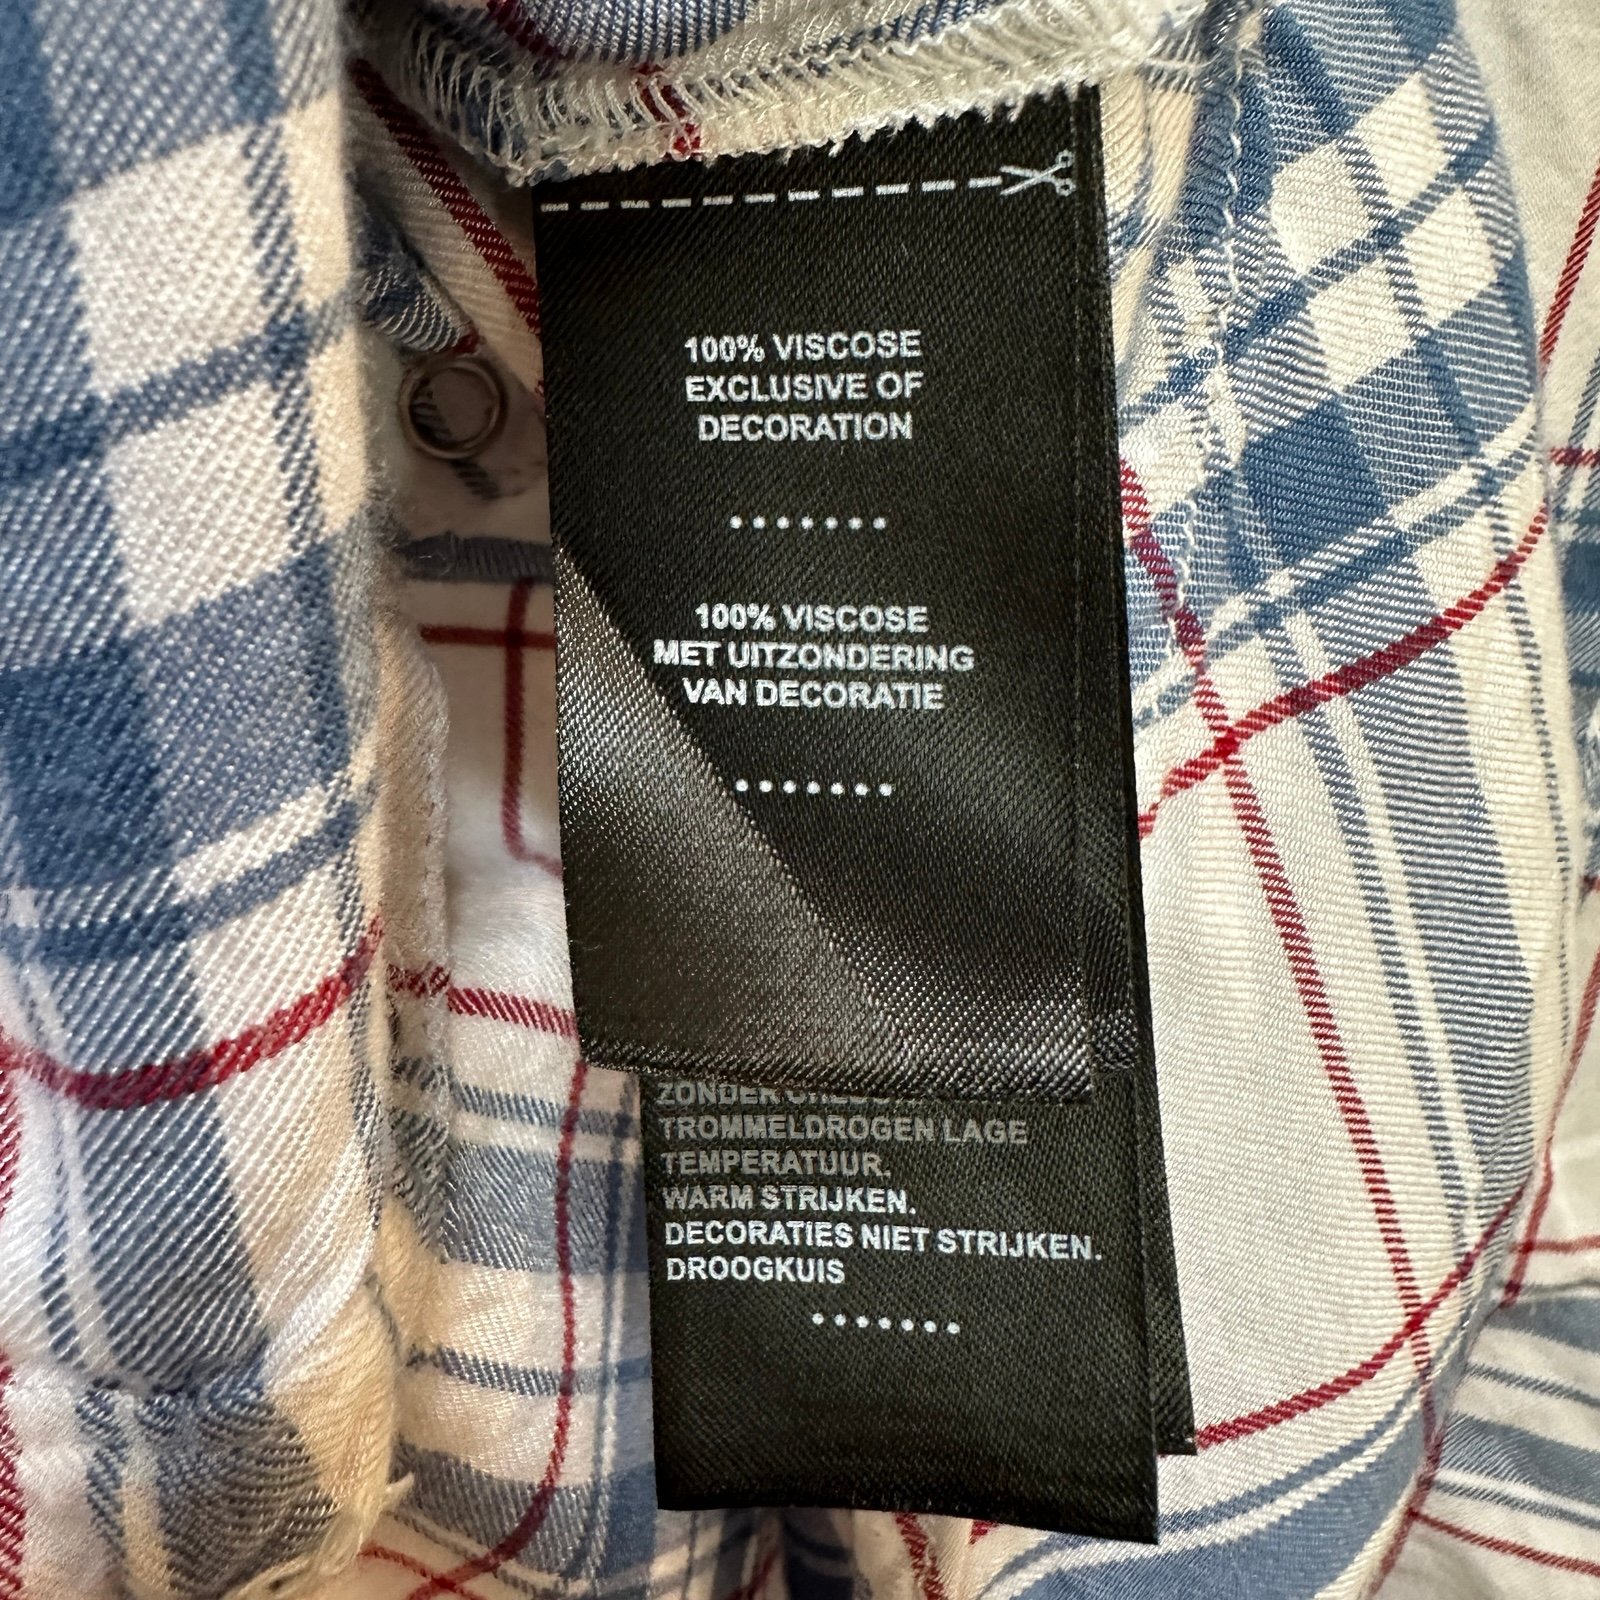 100% VISCOSE
EXCLUSIVE OF
DECORATION
100% VISCOSE
MET UITZONDERING
VAN DECORATIE
ZONDER
TROMMELDROGEN LAGE
TEMPERATUUR.
WARM STRIJKEN.
DECORATIES NIET STRIJKEN.
DROOGKUIS